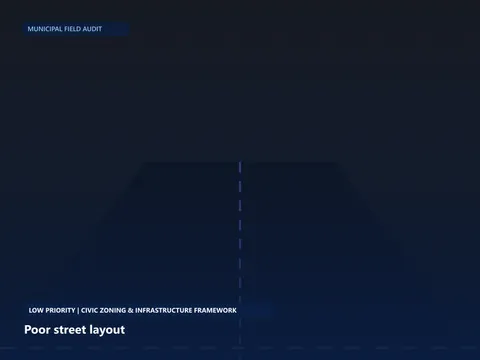 MUNICIPAL FIELD AUDIT
LOW PRIORITY | CIVIC ZONING & INFRASTRUCTURE FRAMEWORK
Poor street layout